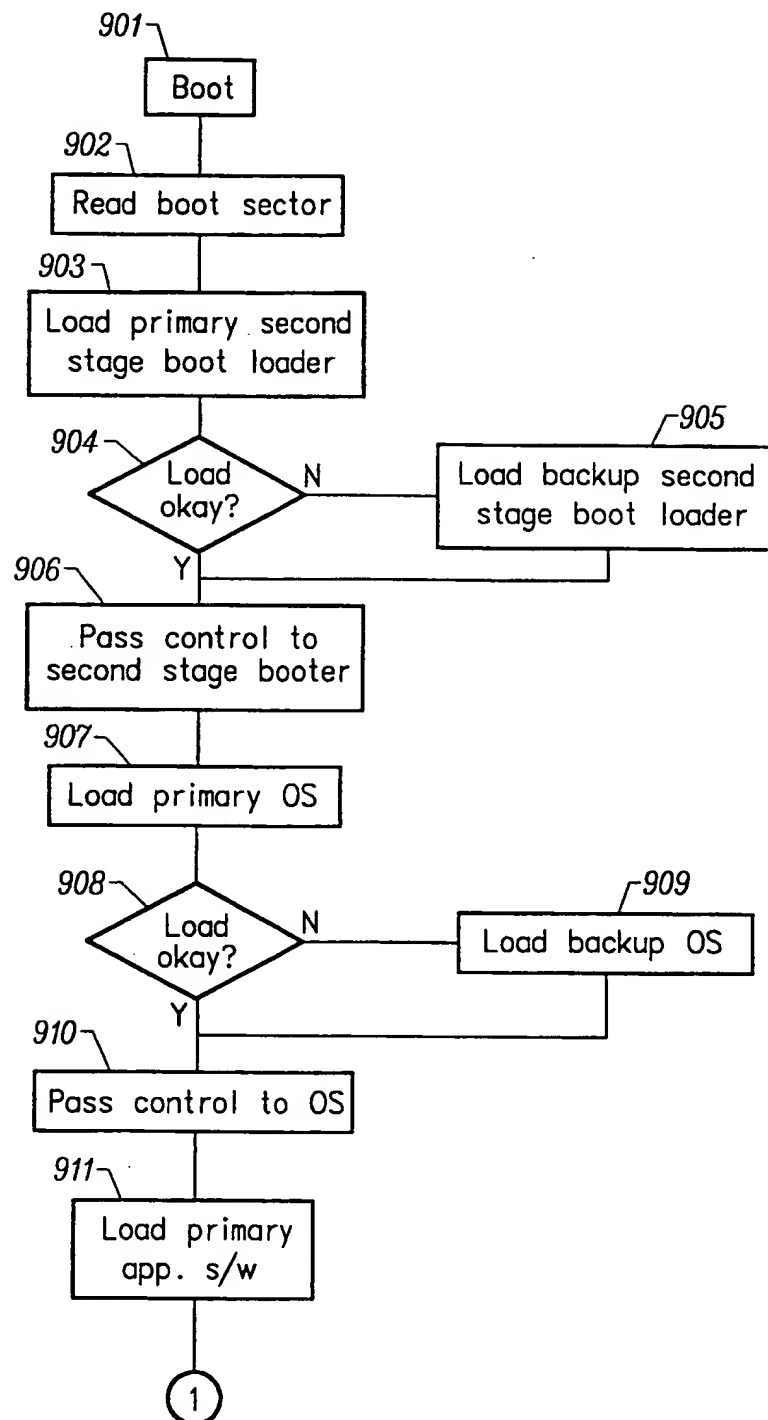 901
Boot
902
Read boot sector
903
Load primary second
stage boot loader
904
Load
okay?
N
905
Load backup second
stage boot loader
Y
906
Pass control to
second stage booter
907
Load primary OS
908
Load
okay?
N
909
Load backup OS
Y
910
Pass control to OS
911
Load primary
app. s/w
1